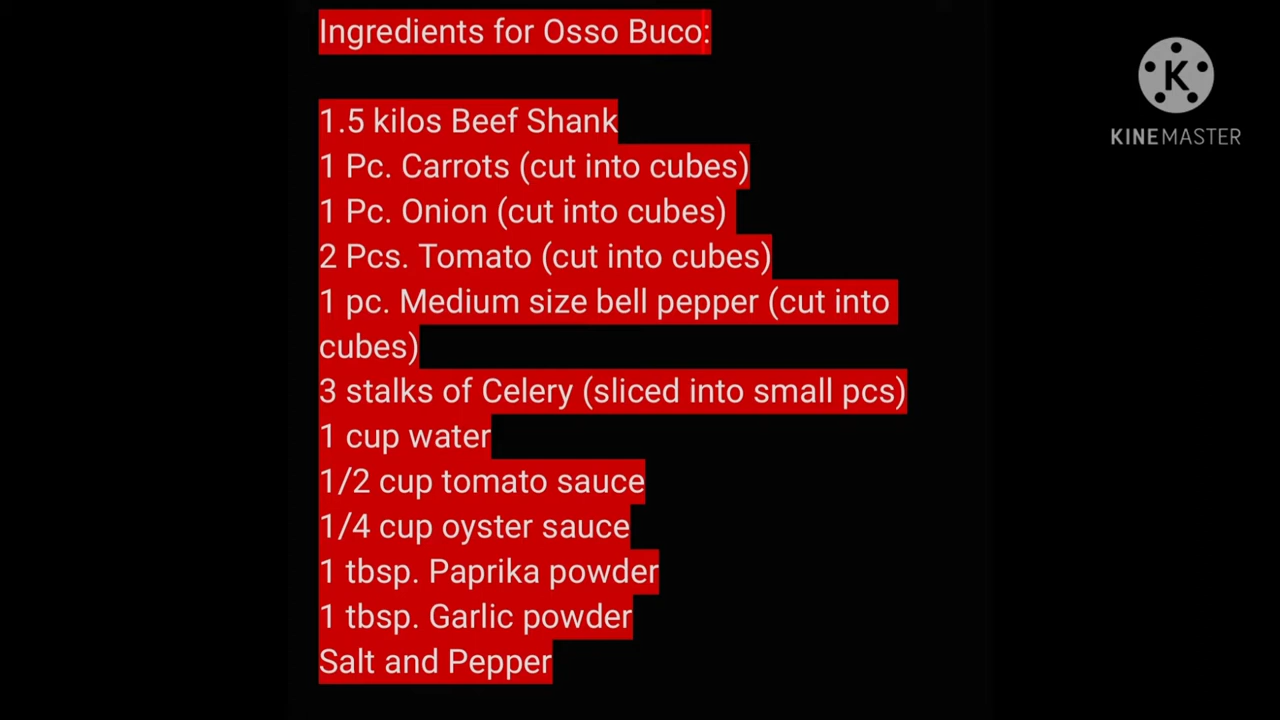 Ingredients for Osso Buco:
1.5 kilos Beef Shank
1 Pc. Carrots (cut into cubes)
1 Pc. Onion (cut into cubes)
2 Pcs. Tomato (cut into cubes)
1 pc. Medium size bell pepper (cut into
cubes)
3 stalks of Celery (sliced into small pcs)
1 cup water
1/2 cup tomato sauce
1/4 cup oyster sauce
1 tbsp. Paprika powder
1 tbsp. Garlic powder
Salt and Pepper
K
KINEMASTER